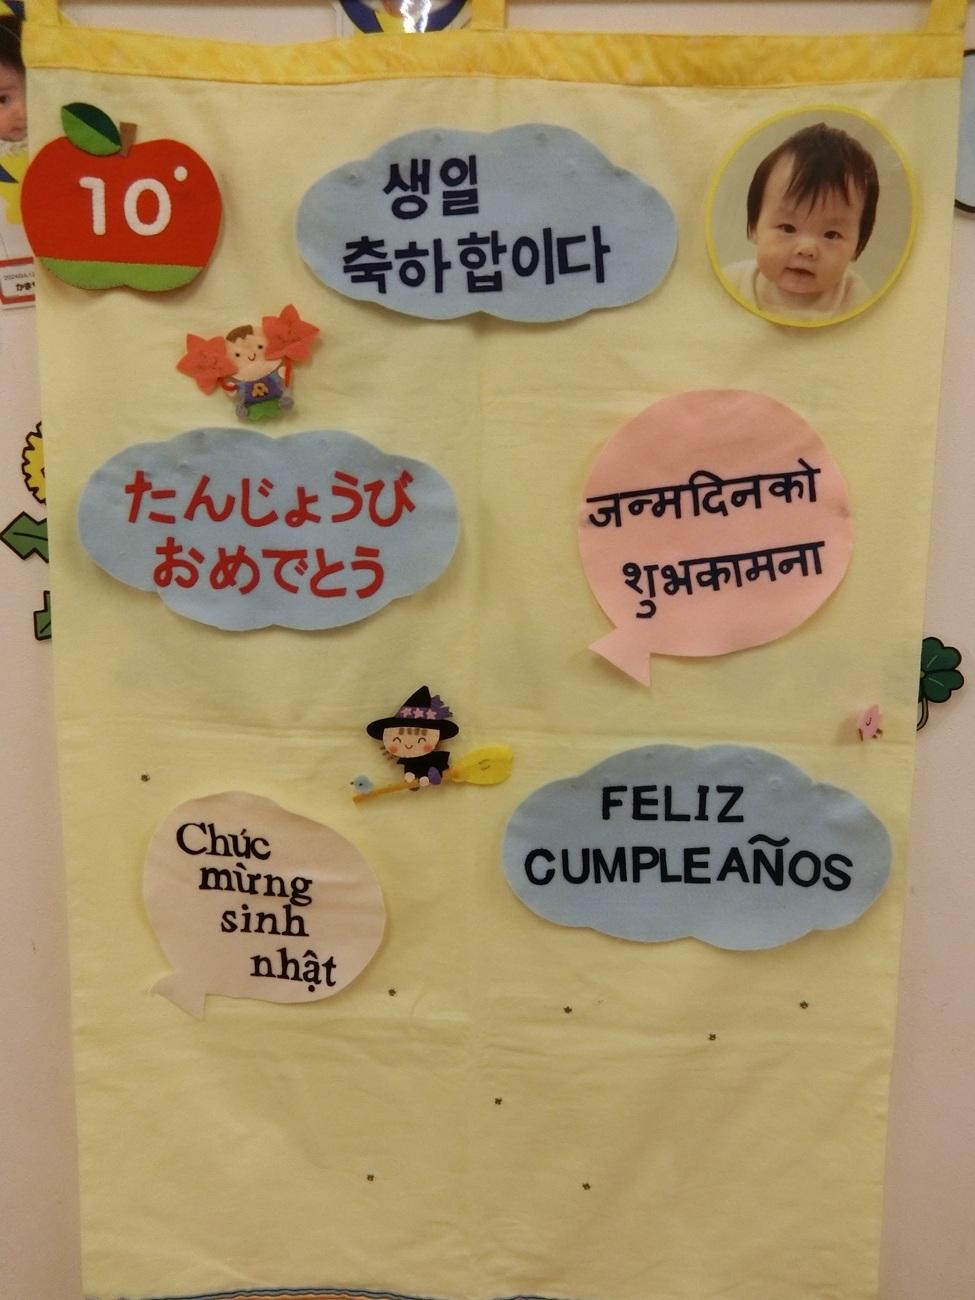 10°
생일
축하합이다
たんじょうび
おめでとう
जन्मदिनको
शुभकामना
Chúc
mừng
sinh
nhật
FELIZ
CUMPLEAÑOS